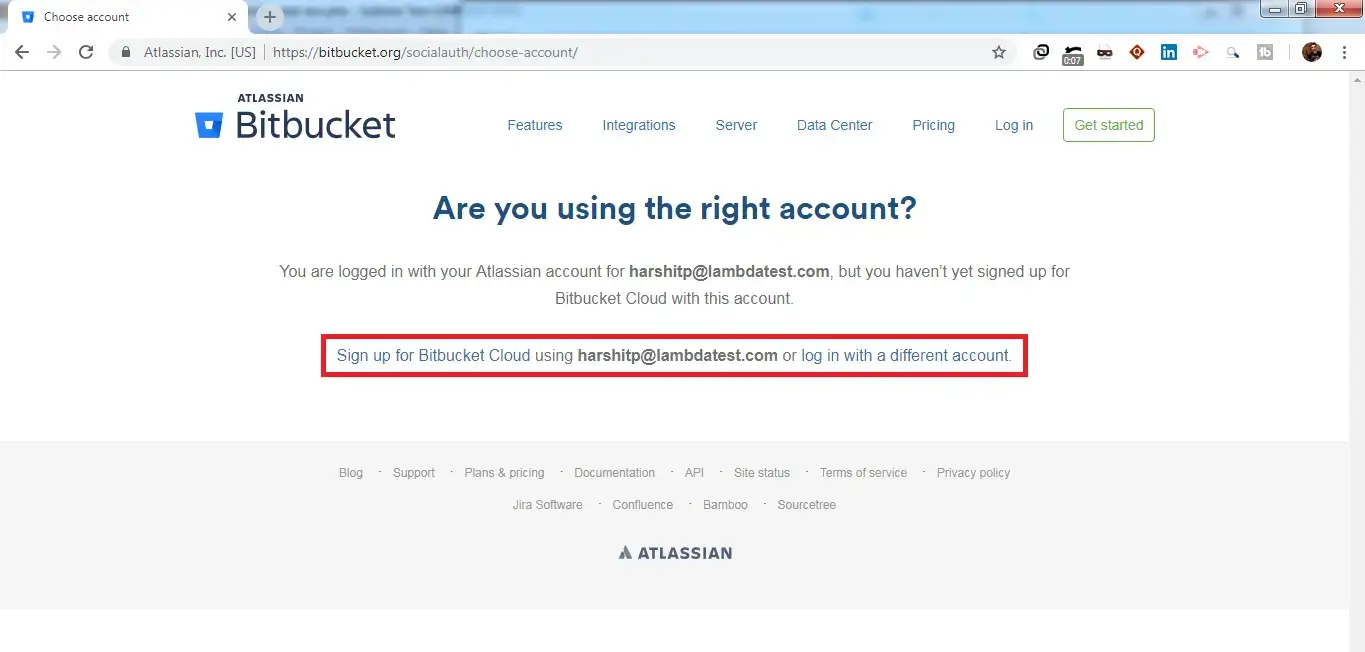 Choose account
Atlassian, Inc. [US] https://bitbucket.org/socialauth/choose-account/
0:07
in
tb
ATLASSIAN
Bitbucket
Features Integrations Server Data Center Pricing Log in Get started
Are you using the right account?
You are logged in with your Atlassian account for harshitp@lambdatest.com, but you haven’t yet signed up for
Bitbucket Cloud with this account.
Sign up for Bitbucket Cloud using harshitp@lambdatest.com or log in with a different account.
Blog · Support · Plans & pricing · Documentation · API · Site status · Terms of service · Privacy policy
Jira Software · Confluence · Bamboo · Sourcetree
ATLASSIAN